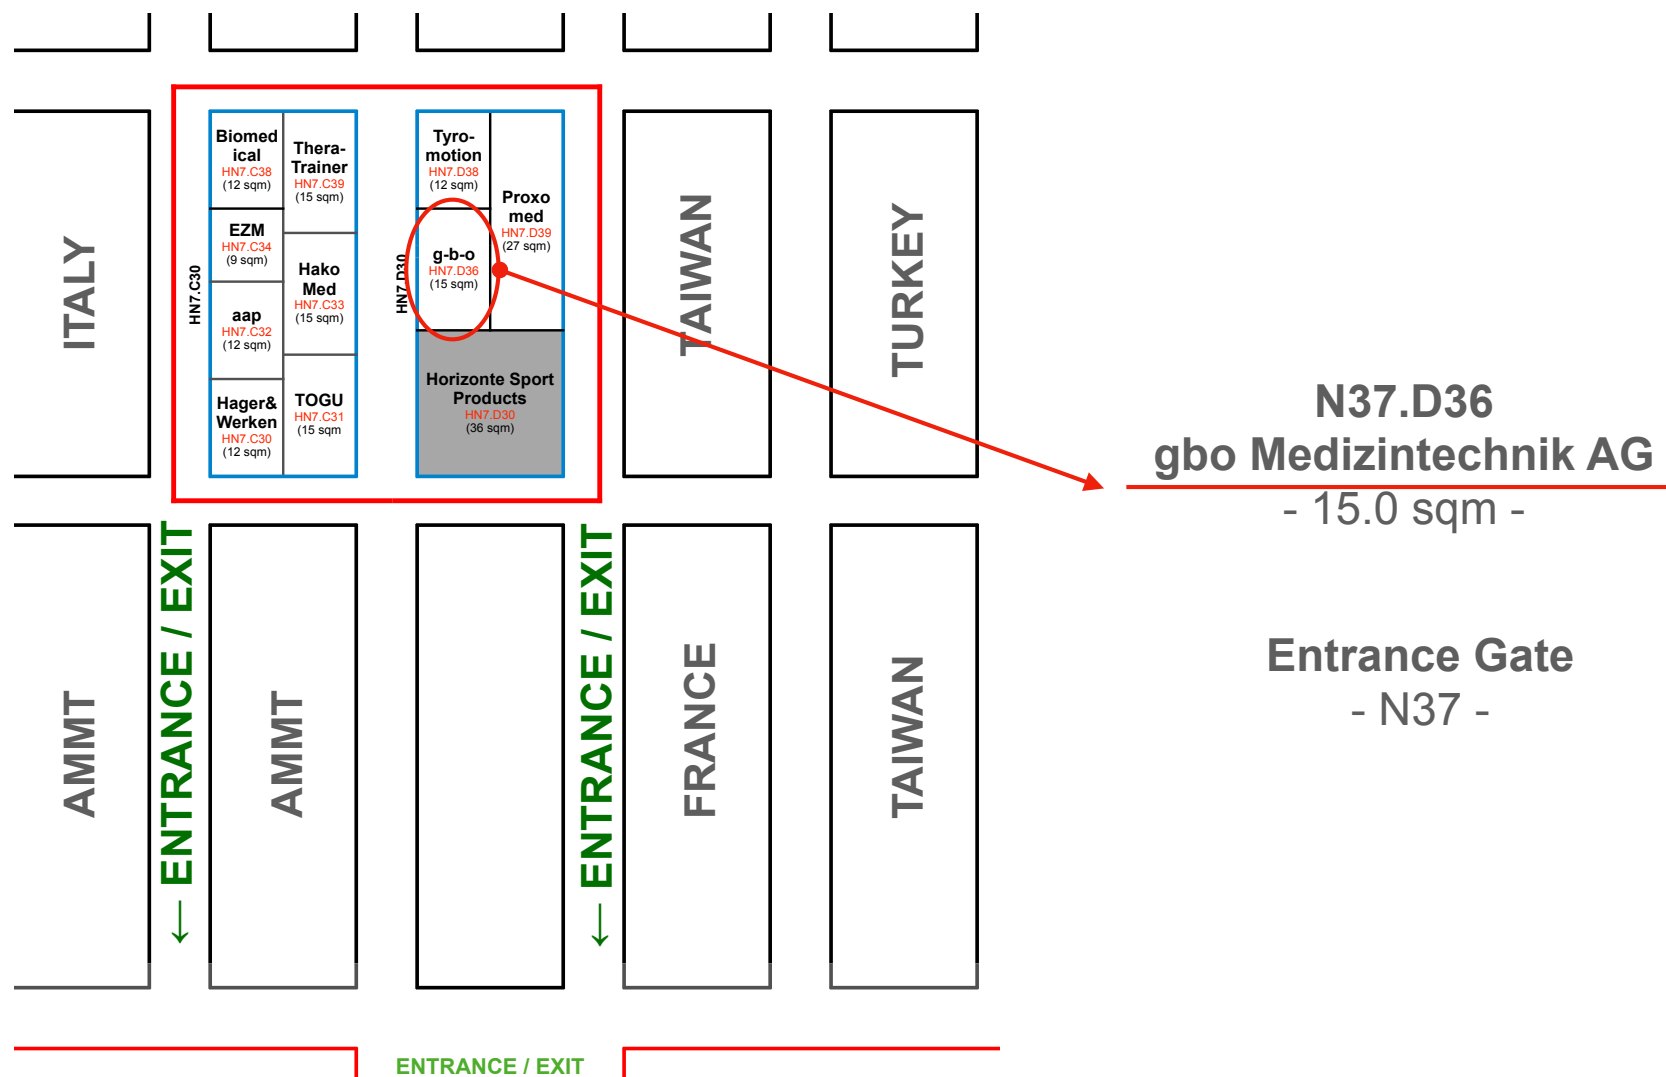 Biomed
ical
HN7.C38
(12 sqm)
Thera-
Trainer
HN7.C39
(15 sqm)
EZM
HN7.C34
(9 sqm)
Hako
Med
HN7.C33
(15 sqm)
aap
HN7.C32
(12 sqm)
Hager&
Werken
HN7.C30
(12 sqm)
TOGU
HN7.C31
(15 sqm
HN7.C30
Tyro-
motion
HN7.D38
(12 sqm)
Proxo
med
HN7.D39
(27 sqm)
g-b-o
HN7.D36
(15 sqm)
HN7.D30
Horizonte Sport
Products
HN7.D30
(36 sqm)
ITALY
TAIWAN
TURKEY
N37.D36
gbo Medizintechnik AG
- 15.0 sqm -
Entrance Gate
- N37 -
AMMT
← ENTRANCE / EXIT
AMMT
← ENTRANCE / EXIT
FRANCE
TAIWAN
ENTRANCE / EXIT